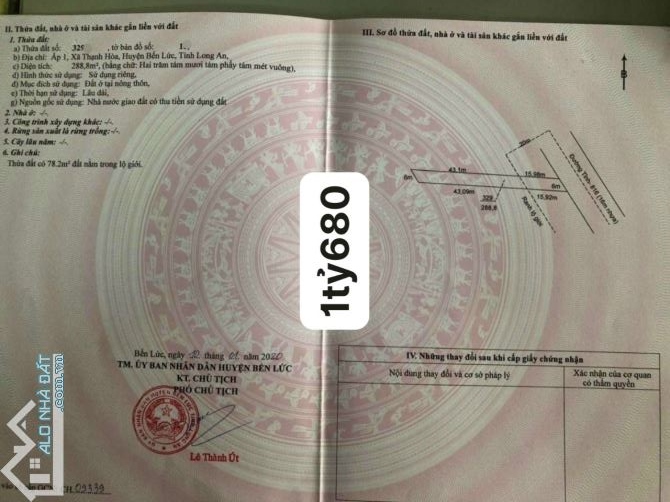 II. Thửa đất, nhà ở và tài sản khác gắn liền với đất
1. Thửa đất:
a) Thửa đất số: 325 , tờ bản đồ số: 1.
b) Địa chỉ: Ấp 1, Xã Thạnh Hòa, Huyện Bến Lức, Tỉnh Long An,
c) Diện tích: 288,8m², (bằng chữ: Hai trăm tám mươi tám phẩy tám mét vuông),
d) Hình thức sử dụng: Sử dụng riêng,
đ) Mục đích sử dụng: Đất ở tại nông thôn,
e) Thời hạn sử dụng: Lâu dài,
g) Nguồn gốc sử dụng: Nhà nước giao đất có thu tiền sử dụng đất
2. Nhà ở: -/-.
3. Công trình xây dựng khác: -/-.
4. Rừng sản xuất là rừng trồng: -/-.
5. Cây lâu năm: -/-.
6. Ghi chú:
Thửa đất có 78.2m² đất nằm trong lộ giới.
Bến Lức, ngày 12 tháng 01 năm 2020
TM. ỦY BAN NHÂN DÂN HUYỆN BẾN LỨC
KT. CHỦ TỊCH
PHÓ CHỦ TỊCH
Lê Thành Út
09339
III. Sơ đồ thửa đất, nhà ở và tài sản khác gắn liền với đất
B
20m
43.1m
15.98m
6m
6m
43.09m
15.92m
288,8
Ranh lộ giới
Đường Tỉnh
IV. Những thay đổi sau khi cấp giấy chứng nhận
Nội dung thay đổi và cơ sở pháp lý
Xác nhận của cơ quan
có thẩm quyền
1tỷ680
ALO NHÀ ĐẤT
.com.vn